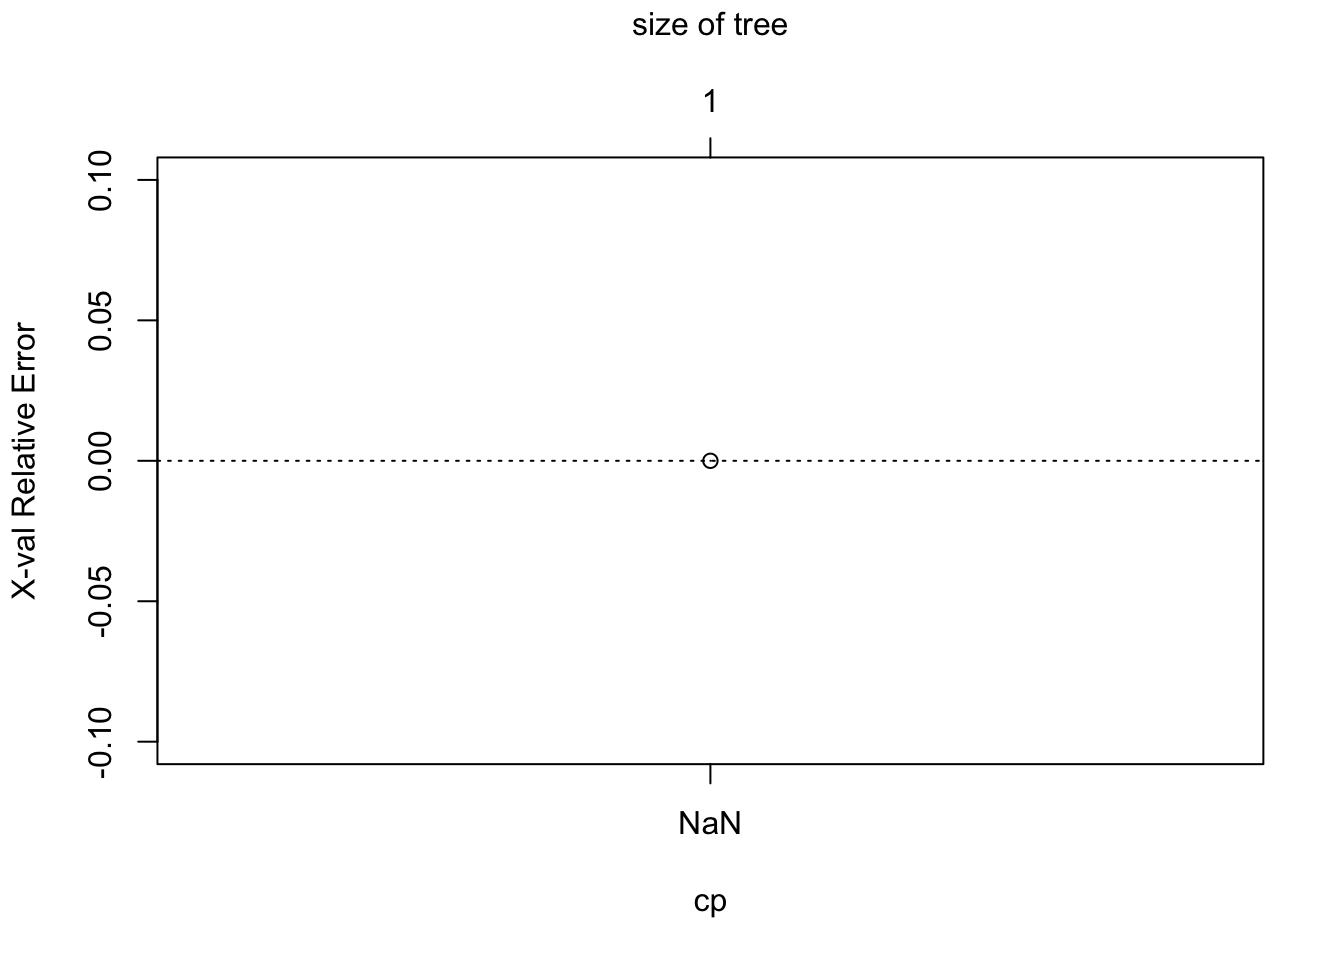 size of tree
1
X-val Relative Error
0.10
0.05
0.00
-0.05
-0.10
NaN
cp